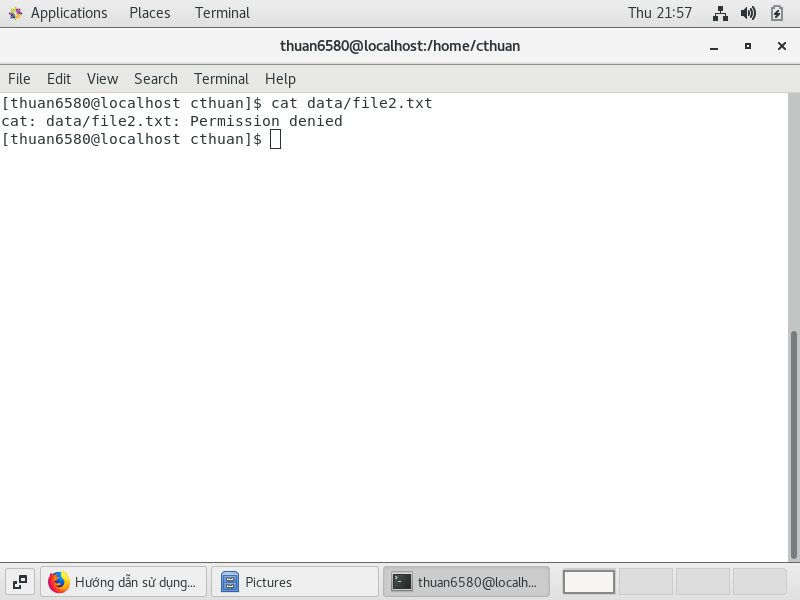 Applications Places Terminal Thu 21:57
thuan6580@localhost:/home/cthuan
File Edit View Search Terminal Help
[thuan6580@localhost cthuan]$ cat data/file2.txt
cat: data/file2.txt: Permission denied
[thuan6580@localhost cthuan]$
Hướng dẫn sử dụng... Pictures thuan6580@localh...